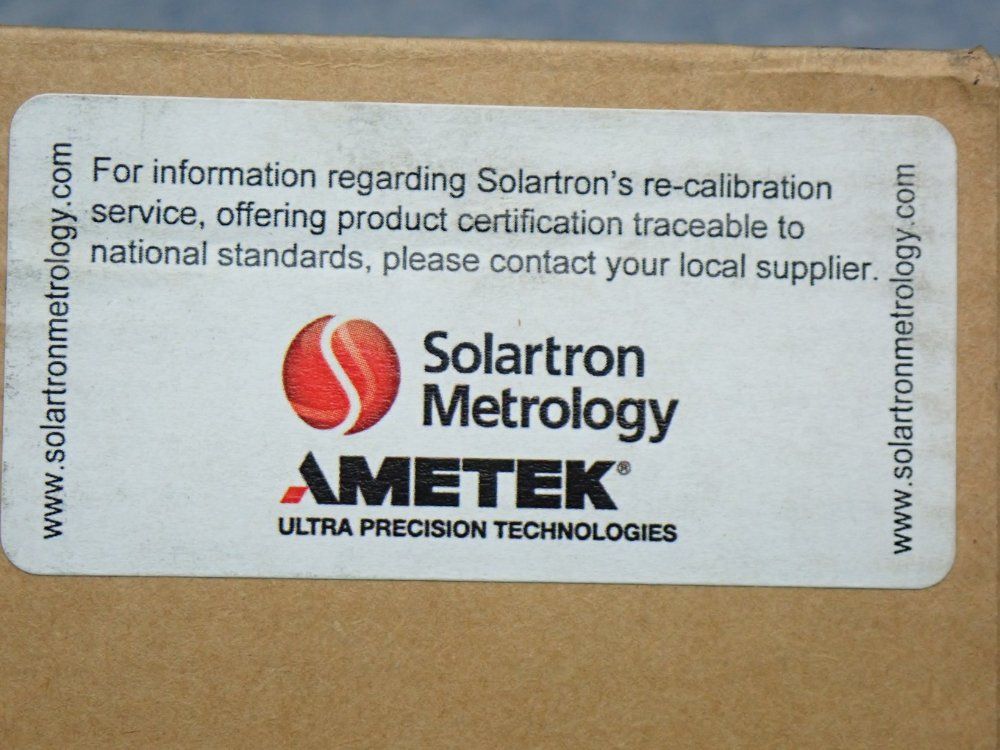 www.solartronmetrology.com
For information regarding Solartron's re-calibration
service, offering product certification traceable to
national standards, please contact your local supplier.
Solartron
Metrology
AMETEK®
ULTRA PRECISION TECHNOLOGIES
www.solartronmetrology.com